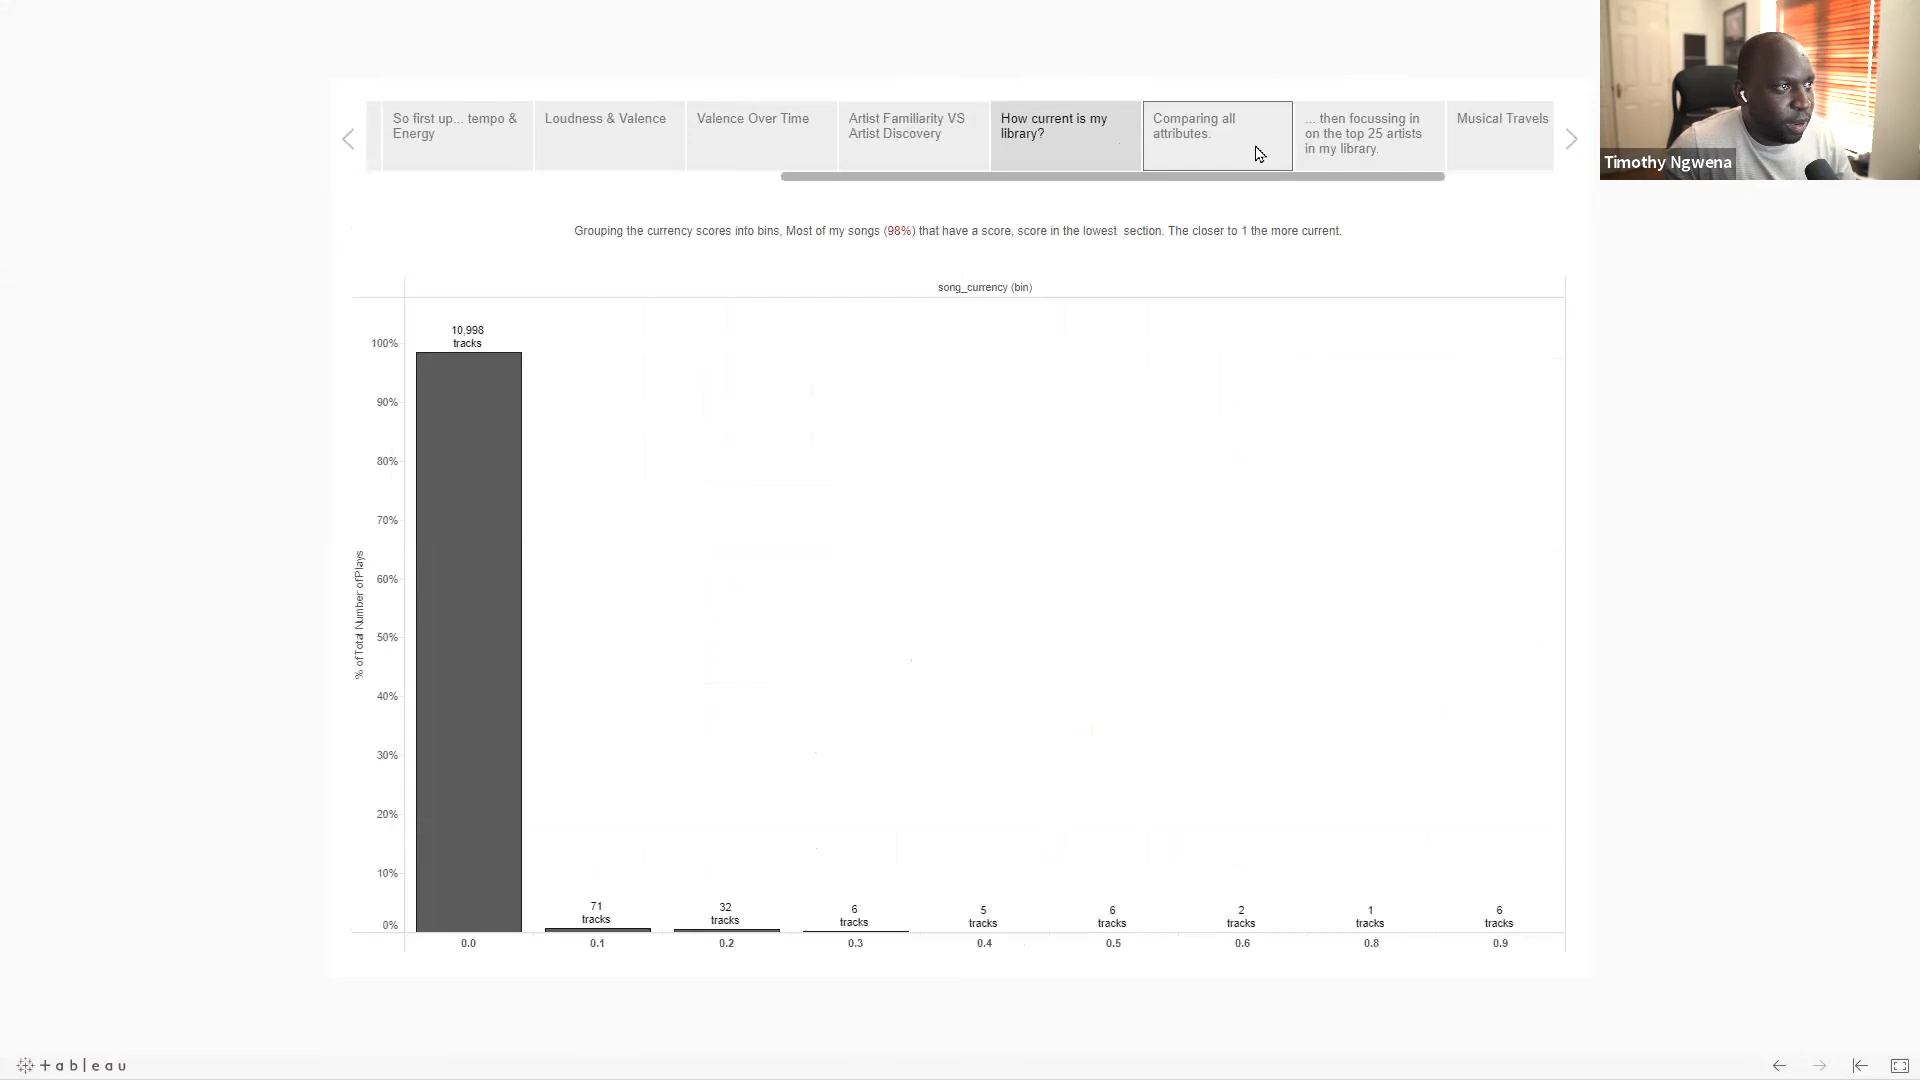 So first up... tempo &
Energy
Loudness & Valence
Valence Over Time
Artist Familiarity VS
Artist Discovery
How current is my
library?
Comparing all
attributes.
... then focussing in
on the top 25 artists
in my library.
Musical Travels
Timothy Ngwena
Grouping the currency scores into bins, Most of my songs (98%) that have a score, score in the lowest section. The closer to 1 the more current.
song_currency (bin)
% of Total Number of Plays
100%
90%
80%
70%
60%
50%
40%
30%
20%
10%
0%
10,998
tracks
71
tracks
32
tracks
6
tracks
5
tracks
6
tracks
2
tracks
1
tracks
6
tracks
0.0
0.1
0.2
0.3
0.4
0.5
0.6
0.8
0.9
+ a b | e a u